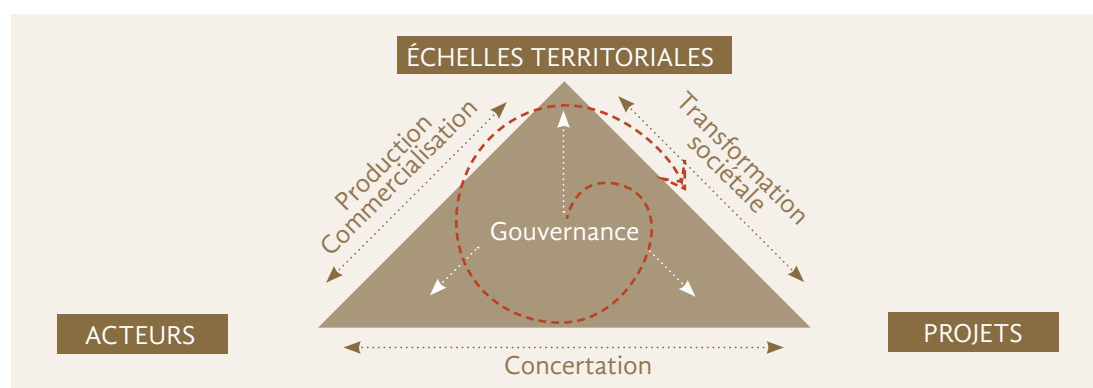 ÉCHELLES TERRITORIALES
Production
Commercialisation
Transformation
sociétale
Gouvernance
ACTEURS
PROJETS
Concertation